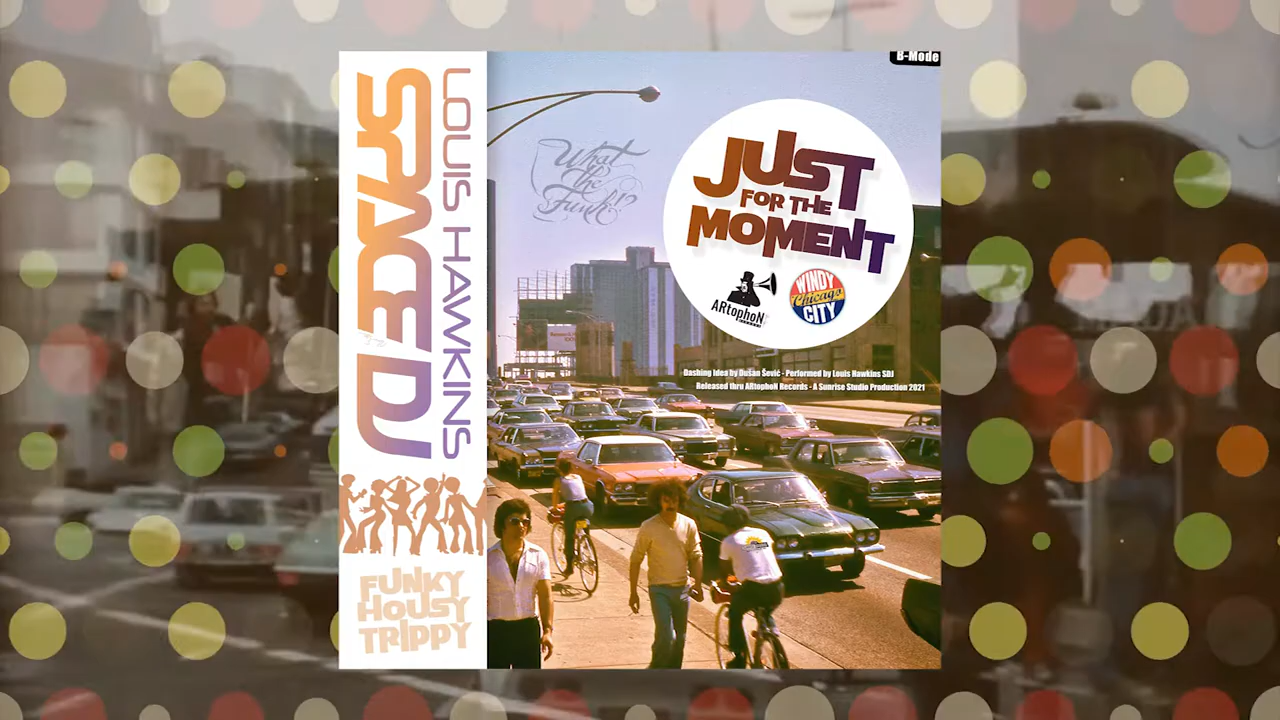 LOUIS HAWKINS
SPACEDJ
FUNKY
HOUSY
TRIPPY
B-Mode
What
the
Funk!?
JUST
FOR THE
MOMENT
ARtophoN
WINDY
Chicago
CITY
Dashing Idea by Dušan Šević - Performed by Louis Hawkins SDJ
Released thru ARtophoN Records - A Sunrise Studio Production 2021